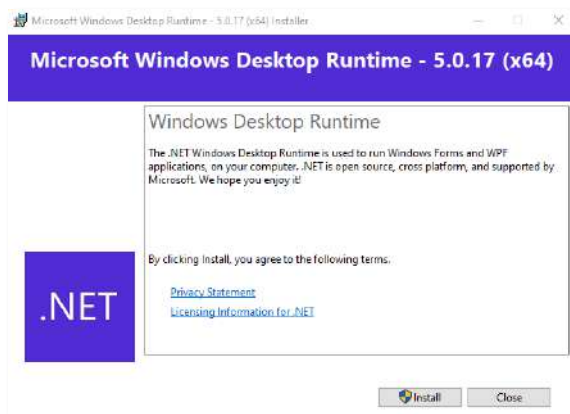 Microsoft Windows Desktop Runtime - 5.0.17 (x64) Installer
Microsoft Windows Desktop Runtime - 5.0.17 (x64)
Windows Desktop Runtime
The .NET Windows Desktop Runtime is used to run Windows Forms and WPF
applications, on your computer. .NET is open source, cross platform, and supported by
Microsoft. We hope you enjoy it!
By clicking Install, you agree to the following terms.
Privacy Statement
Licensing Information for .NET
.NET
Install
Close